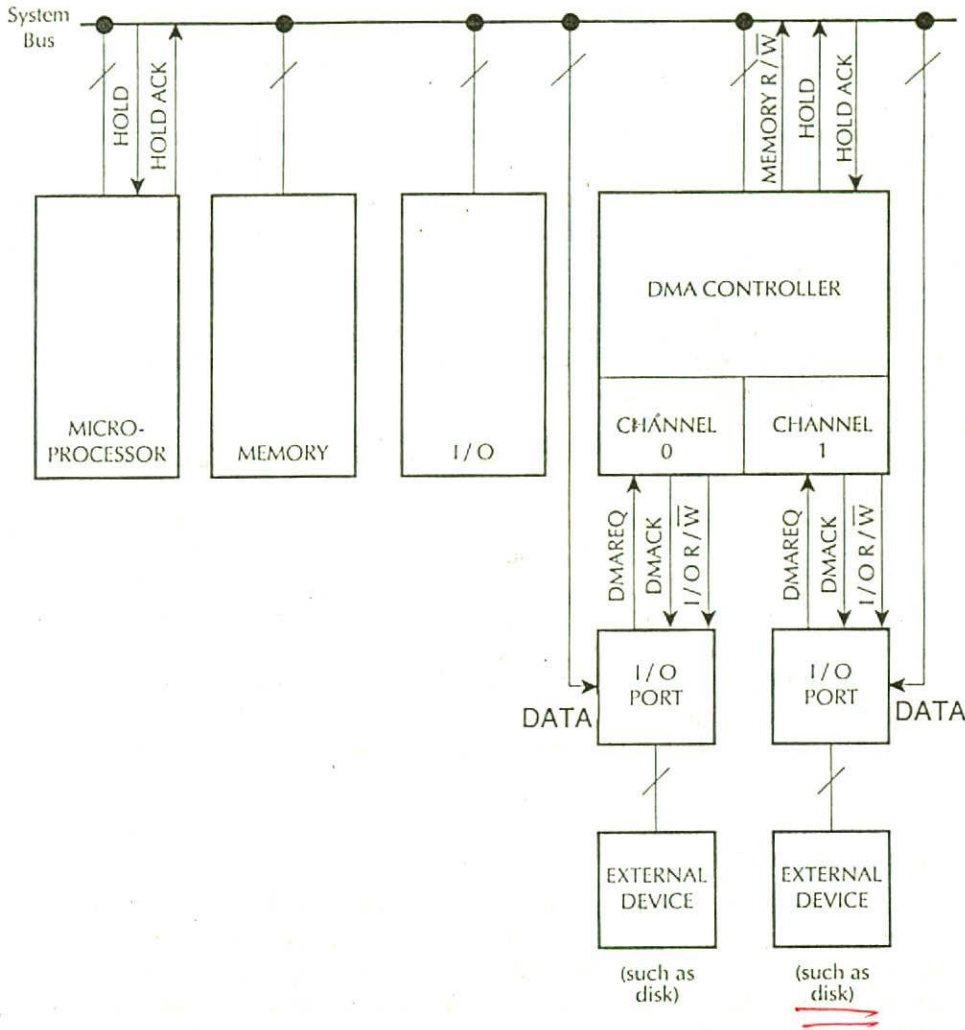 System
Bus
HOLD
HOLD ACK
MEMORY R/W̅
HOLD
HOLD ACK
DMA CONTROLLER
MICRO-
PROCESSOR
MEMORY
I/O
CHANNEL
0
CHANNEL
1
DMAREQ
DMACK
I/O R/W̅
DMAREQ
DMACK
I/O R/W̅
I/O
PORT
I/O
PORT
DATA
DATA
EXTERNAL
DEVICE
EXTERNAL
DEVICE
(such as
disk)
(such as
disk)